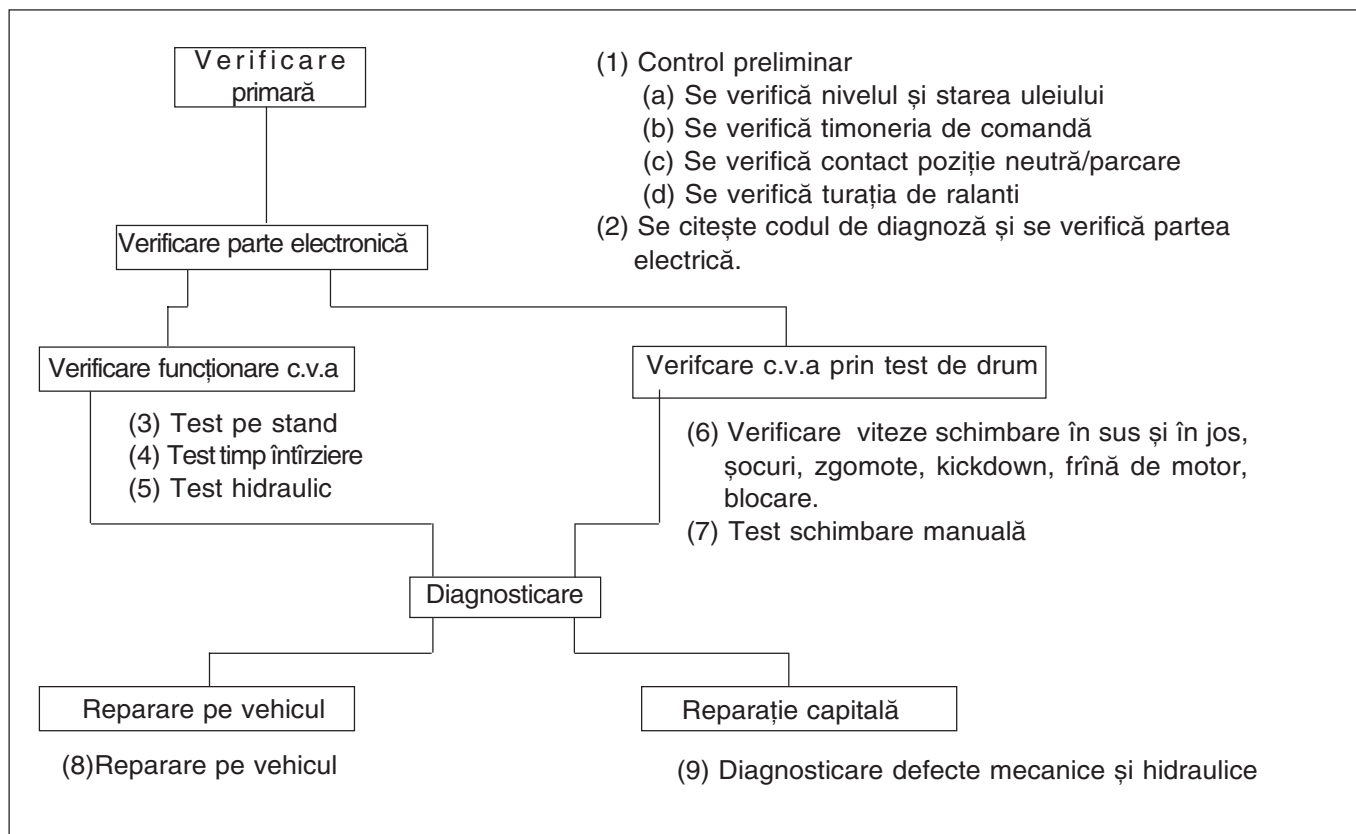 Verificare
primară
(1) Control preliminar
(a) Se verifică nivelul și starea uleiului
(b) Se verifică timoneria de comandă
(c) Se verifică contact poziție neutră/parcare
(d) Se verifică turația de ralanti
(2) Se citește codul de diagnoză și se verifică partea
electrică.
Verificare parte electronică
Verificare funcționare c.v.a
(3) Test pe stand
(4) Test timp întîrziere
(5) Test hidraulic
Verifcare c.v.a prin test de drum
(6) Verificare viteze schimbare în sus și în jos,
șocuri, zgomote, kickdown, frînă de motor,
blocare.
(7) Test schimbare manuală
Diagnosticare
Reparare pe vehicul
(8)Reparare pe vehicul
Reparație capitală
(9) Diagnosticare defecte mecanice și hidraulice